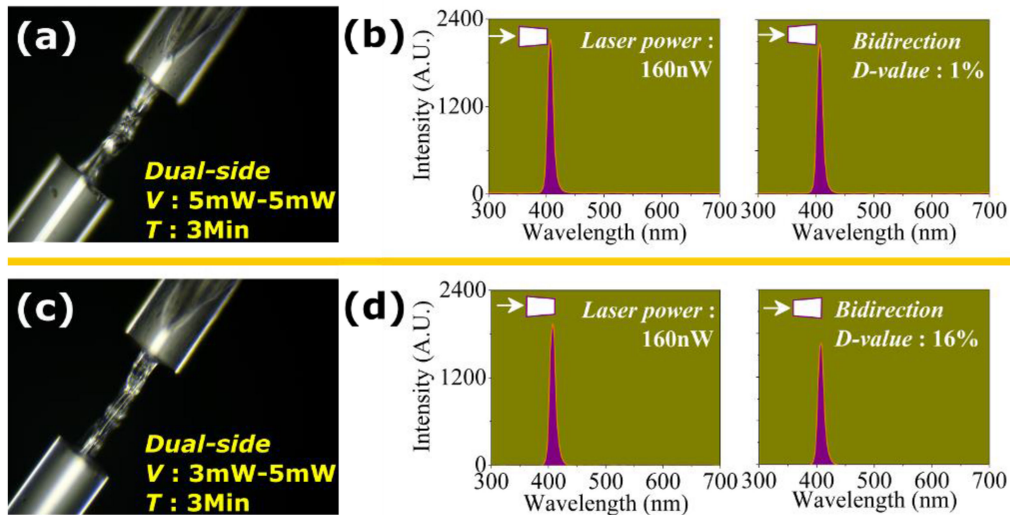 (a)
Dual-side
V : 5mW-5mW
T : 3Min
(b)
2400
1200
0
Intensity (A.U.)
Laser power :
160nW
300 400 500 600 700
Wavelength (nm)
Bidirection
D-value : 1%
300 400 500 600 700
Wavelength (nm)
(c)
Dual-side
V : 3mW-5mW
T : 3Min
(d)
2400
1200
0
Intensity (A.U.)
Laser power :
160nW
300 400 500 600 700
Wavelength (nm)
Bidirection
D-value : 16%
300 400 500 600 700
Wavelength (nm)